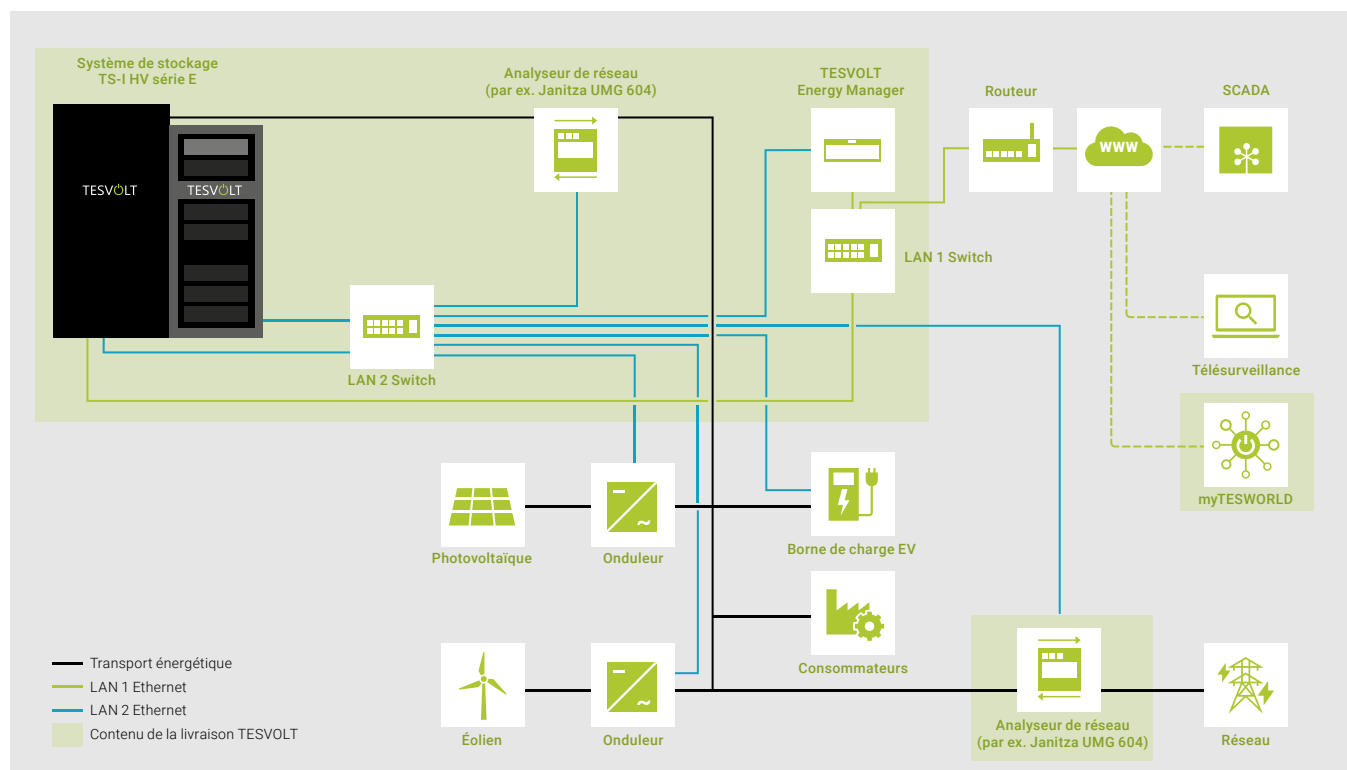 Système de stockage
TS-I HV série E
TESVOLT
TESVOLT
Analyseur de réseau
(par ex. Janitza UMG 604)
TESVOLT
Energy Manager
Routeur
WWW
SCADA
LAN 1 Switch
LAN 2 Switch
Télésurveillance
myTESWORLD
Photovoltaïque
Onduleur
Borne de charge EV
Consommateurs
Éolien
Onduleur
Analyseur de réseau
(par ex. Janitza UMG 604)
Réseau
Transport énergétique
LAN 1 Ethernet
LAN 2 Ethernet
Contenu de la livraison TESVOLT